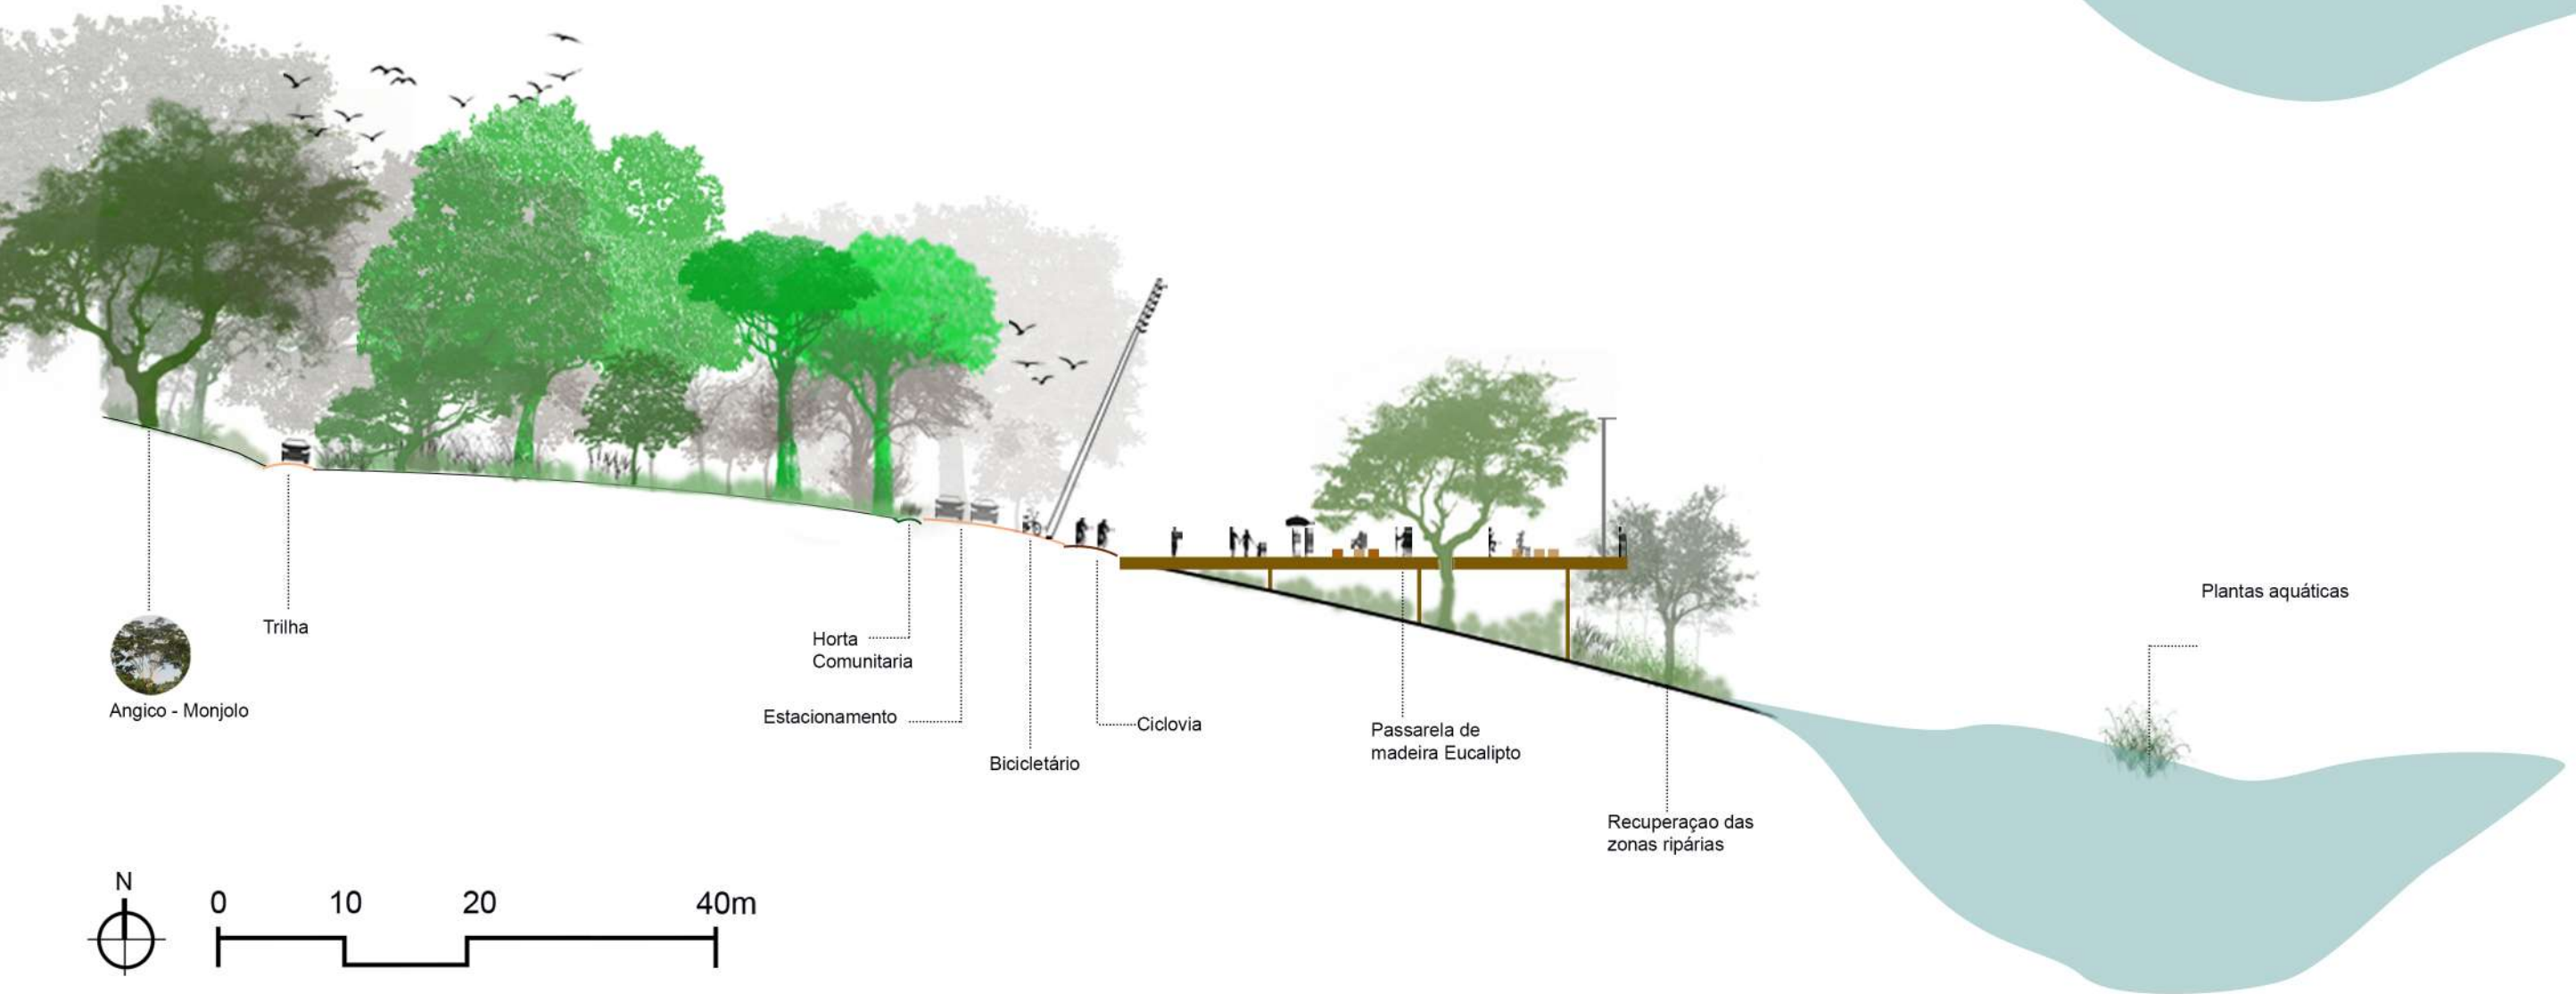 Plantas aquáticas
Trilha
Horta
Comunitaria
Angico - Monjolo
Estacionamento
Ciclovia
Passarela de
madeira Eucalipto
Bicicletário
Recuperaçao das
zonas ripárias
N
0 10 20 40m